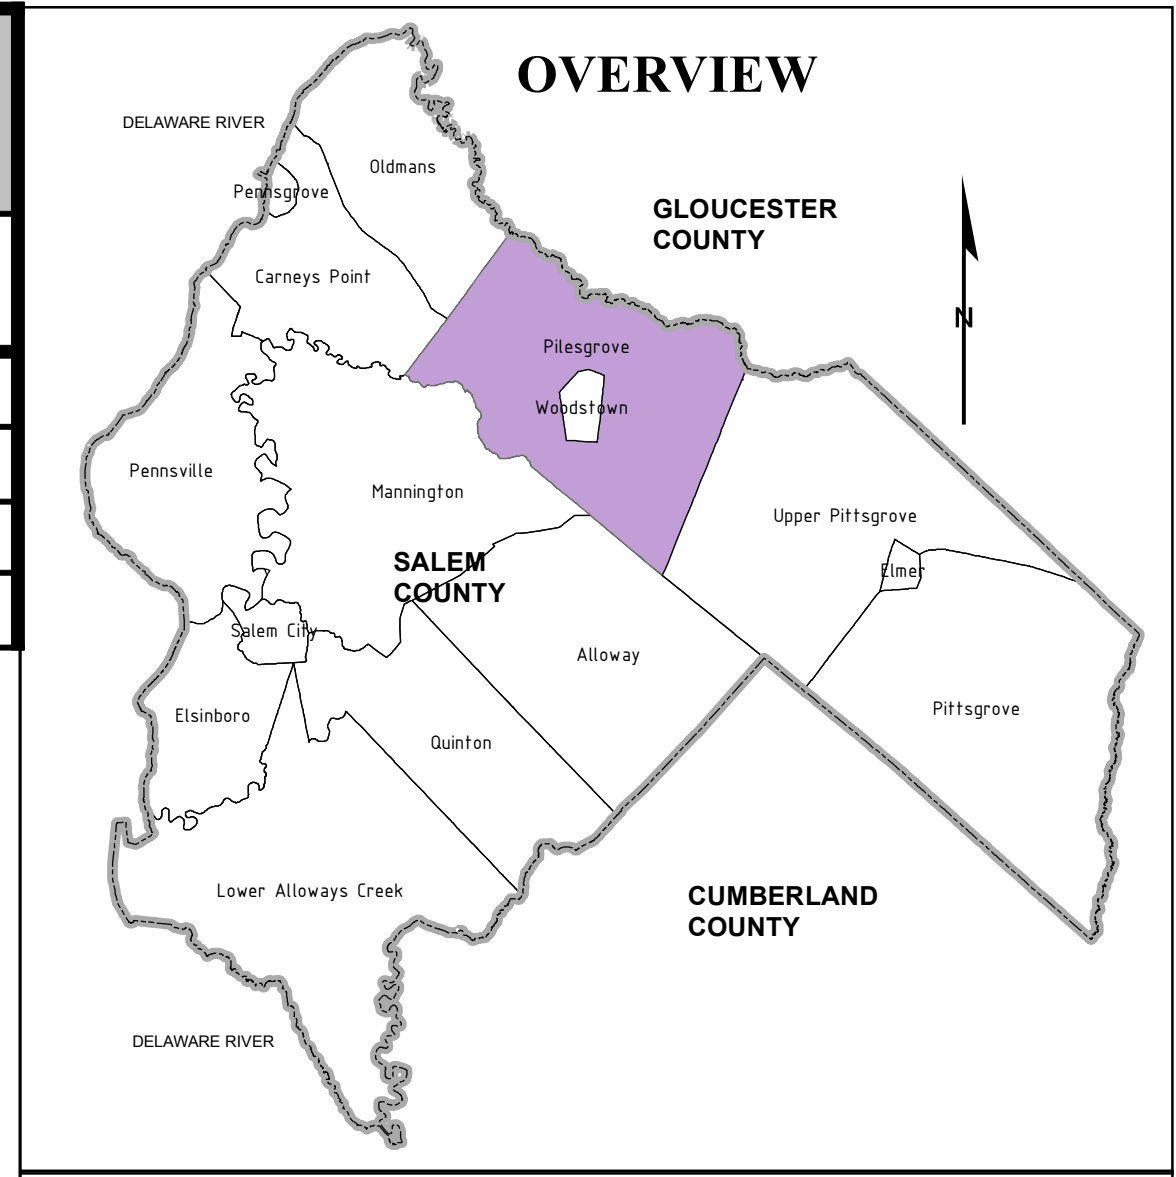 OVERVIEW
DELAWARE RIVER
Oldmans
Pennsgrove
GLOUCESTER
COUNTY
Carneys Point
N
Pilesgrove
Woodstown
Pennsville
Mannington
Upper Pittsgrove
SALEM
COUNTY
Elmer
Salem City
Alloway
Elsinboro
Pittsgrove
Quinton
Lower Alloways Creek
CUMBERLAND
COUNTY
DELAWARE RIVER